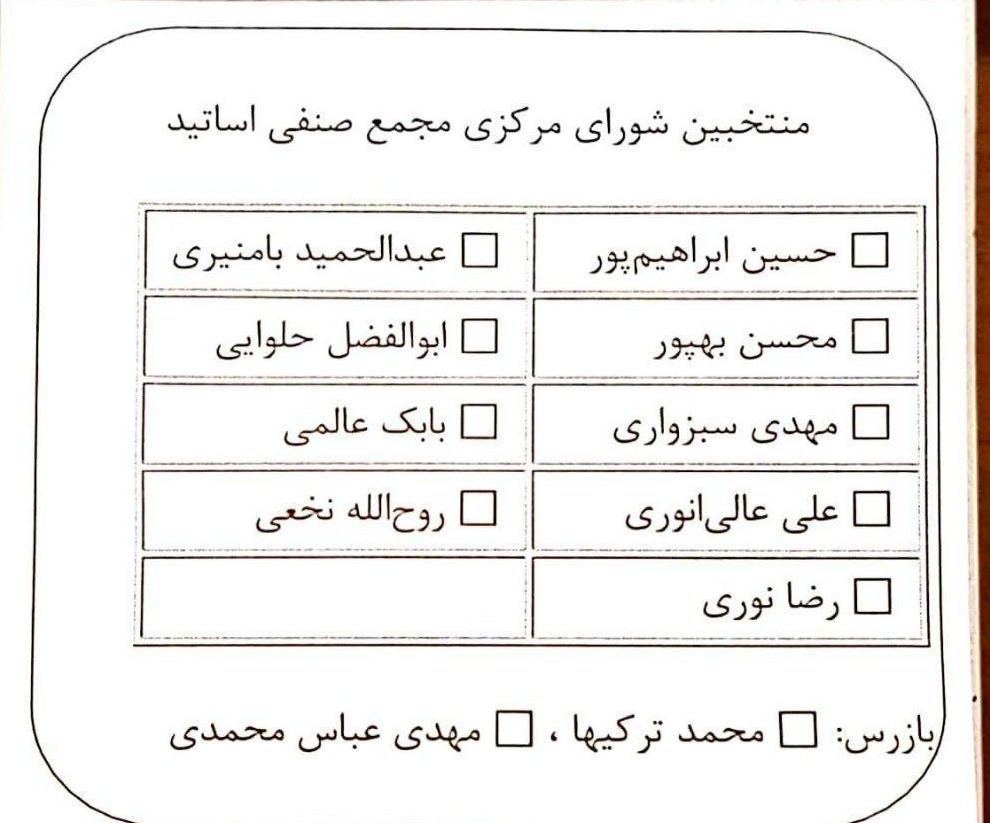 منتخبین شورای مرکزی مجمع صنفی اساتید
☐ حسین ابراهیم‌پور ☐ عبدالحمید بامنیری
☐ محسن بهپور ☐ ابوالفضل حلوایی
☐ مهدی سبزواری ☐ بابک عالمی
☐ علی عالی‌انوری ☐ روح‌الله نخعی
☐ رضا نوری
بازرس: ☐ محمد ترکیها ، ☐ مهدی عباس محمدی